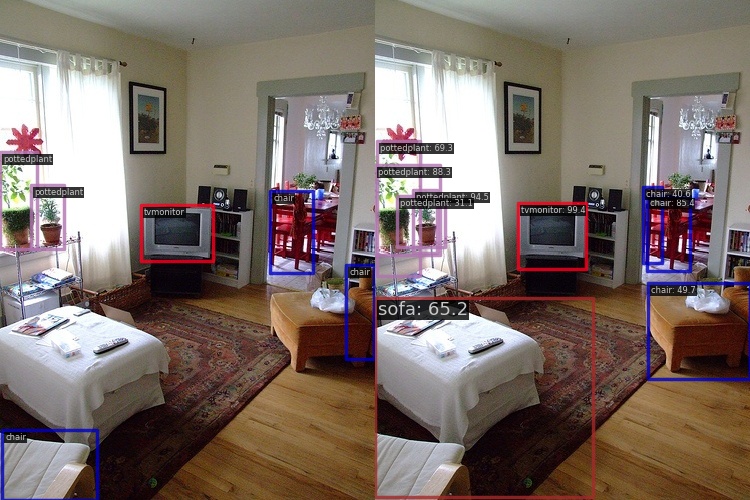 pottedplant
pottedplant
tvmonitor
chair
chair
chair
pottedplant: 69.3
pottedplant: 88.3
pottedplant: 94.5
pottedplant: 31.1
tvmonitor: 99.4
chair: 40.6
chair: 85.4
chair: 49.7
sofa: 65.2